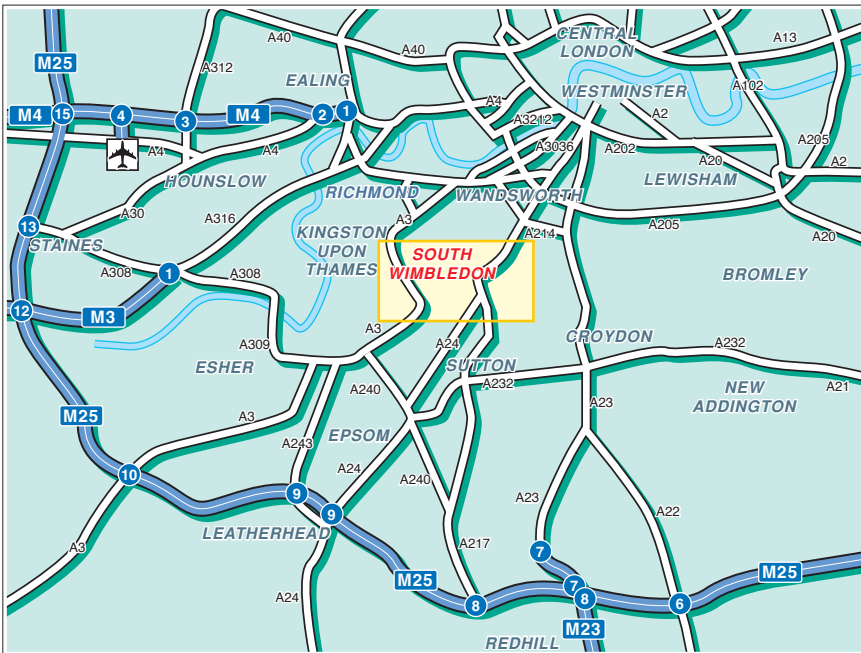 A40
A13
CENTRAL
LONDON
A40
M25
A312
EALING
A102
WESTMINSTER
M4
15
4
3
M4
2
1
A4
A3212
A2
A3036
A202
A205
A4
A4
A20
A2
HOUNSLOW
RICHMOND
WANDSWORTH
LEWISHAM
A30
A316
A3
A205
A20
13
KINGSTON
UPON
THAMES
A214
STAINES
SOUTH
WIMBLEDON
A308
1
A308
BROMLEY
12
M3
A3
A309
A24
CROYDON
ESHER
SUTTON
A232
A232
A21
A240
NEW
ADDINGTON
A23
M25
A3
A243
EPSOM
A24
10
A240
9
9
A23
A22
LEATHERHEAD
A3
A217
7
M25
M25
7
8
8
6
A24
M23
REDHILL